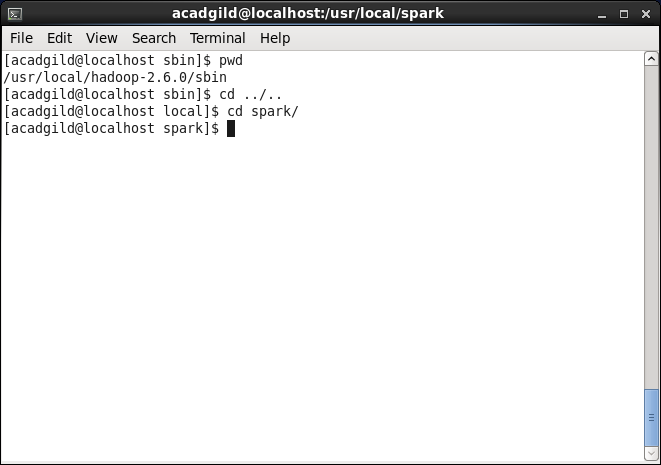 acadgild@localhost:/usr/local/spark
File Edit View Search Terminal Help
[acadgild@localhost sbin]$ pwd
/usr/local/hadoop-2.6.0/sbin
[acadgild@localhost sbin]$ cd ../..
[acadgild@localhost local]$ cd spark/
[acadgild@localhost spark]$